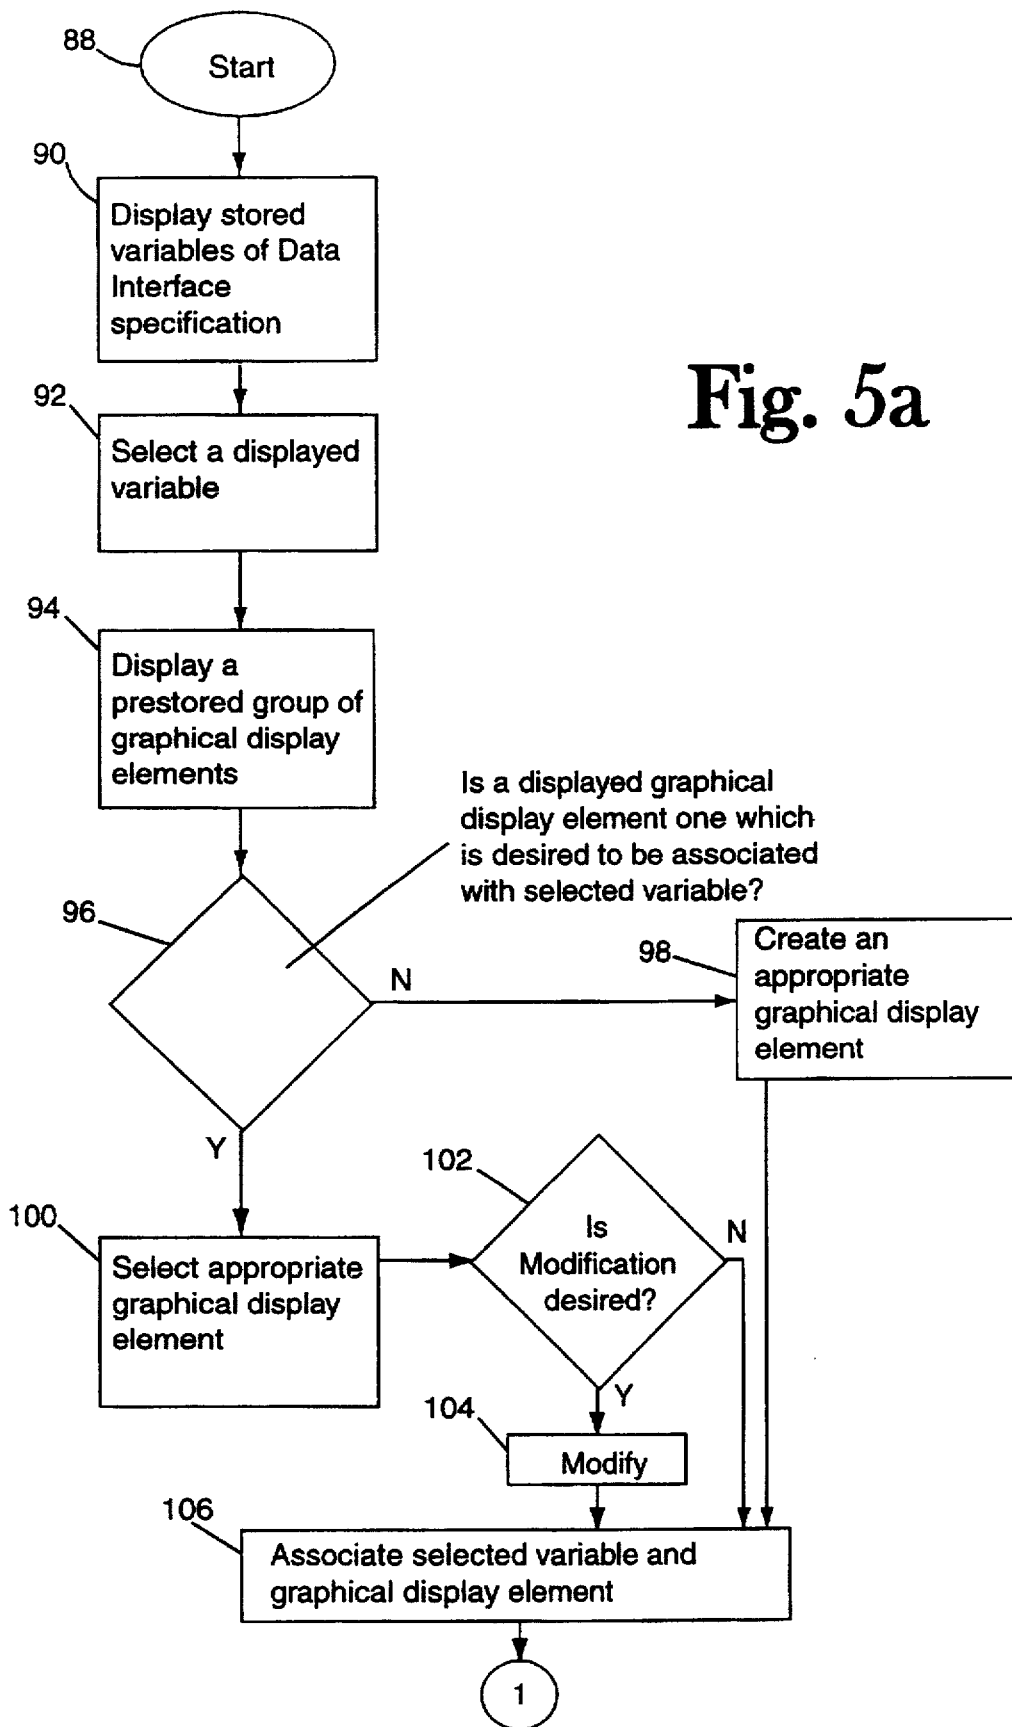 88
Start
90
Display stored
variables of Data
Interface
specification
Fig. 5a
92
Select a displayed
variable
94
Display a
prestored group of
graphical display
elements
Is a displayed graphical
display element one which
is desired to be associated
with selected variable?
96
N
98
Create an
appropriate
graphical display
element
Y
100
Select appropriate
graphical display
element
102
Is
Modification
desired?
N
Y
104
Modify
106
Associate selected variable and
graphical display element
1